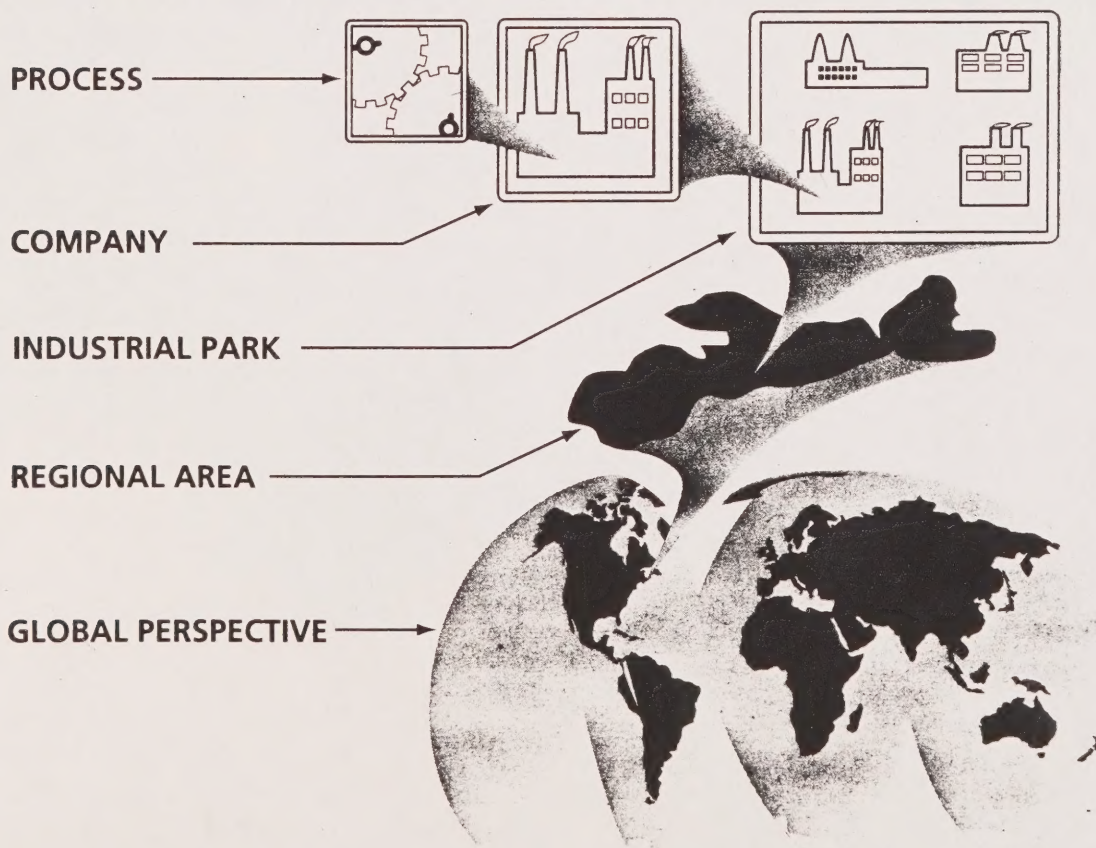 PROCESS
COMPANY
INDUSTRIAL PARK
REGIONAL AREA
GLOBAL PERSPECTIVE